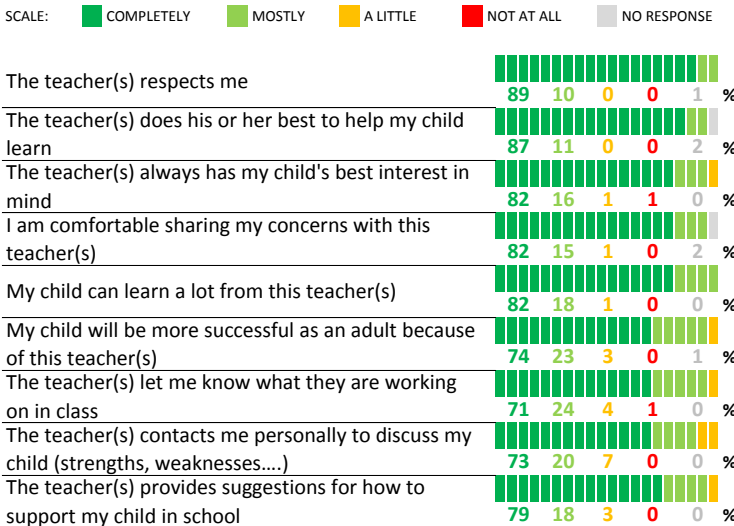 SCALE: COMPLETELY MOSTLY A LITTLE NOT AT ALL NO RESPONSE
The teacher(s) respects me
89 10 0 0 1 %
The teacher(s) does his or her best to help my child
learn
87 11 0 0 2 %
The teacher(s) always has my child's best interest in
mind
82 16 1 1 0 %
I am comfortable sharing my concerns with this
teacher(s)
82 15 1 0 2 %
My child can learn a lot from this teacher(s)
82 18 1 0 0 %
My child will be more successful as an adult because
of this teacher(s)
74 23 3 0 1 %
The teacher(s) let me know what they are working
on in class
71 24 4 1 0 %
The teacher(s) contacts me personally to discuss my
child (strengths, weaknesses....)
73 20 7 0 0 %
The teacher(s) provides suggestions for how to
support my child in school
79 18 3 0 0 %